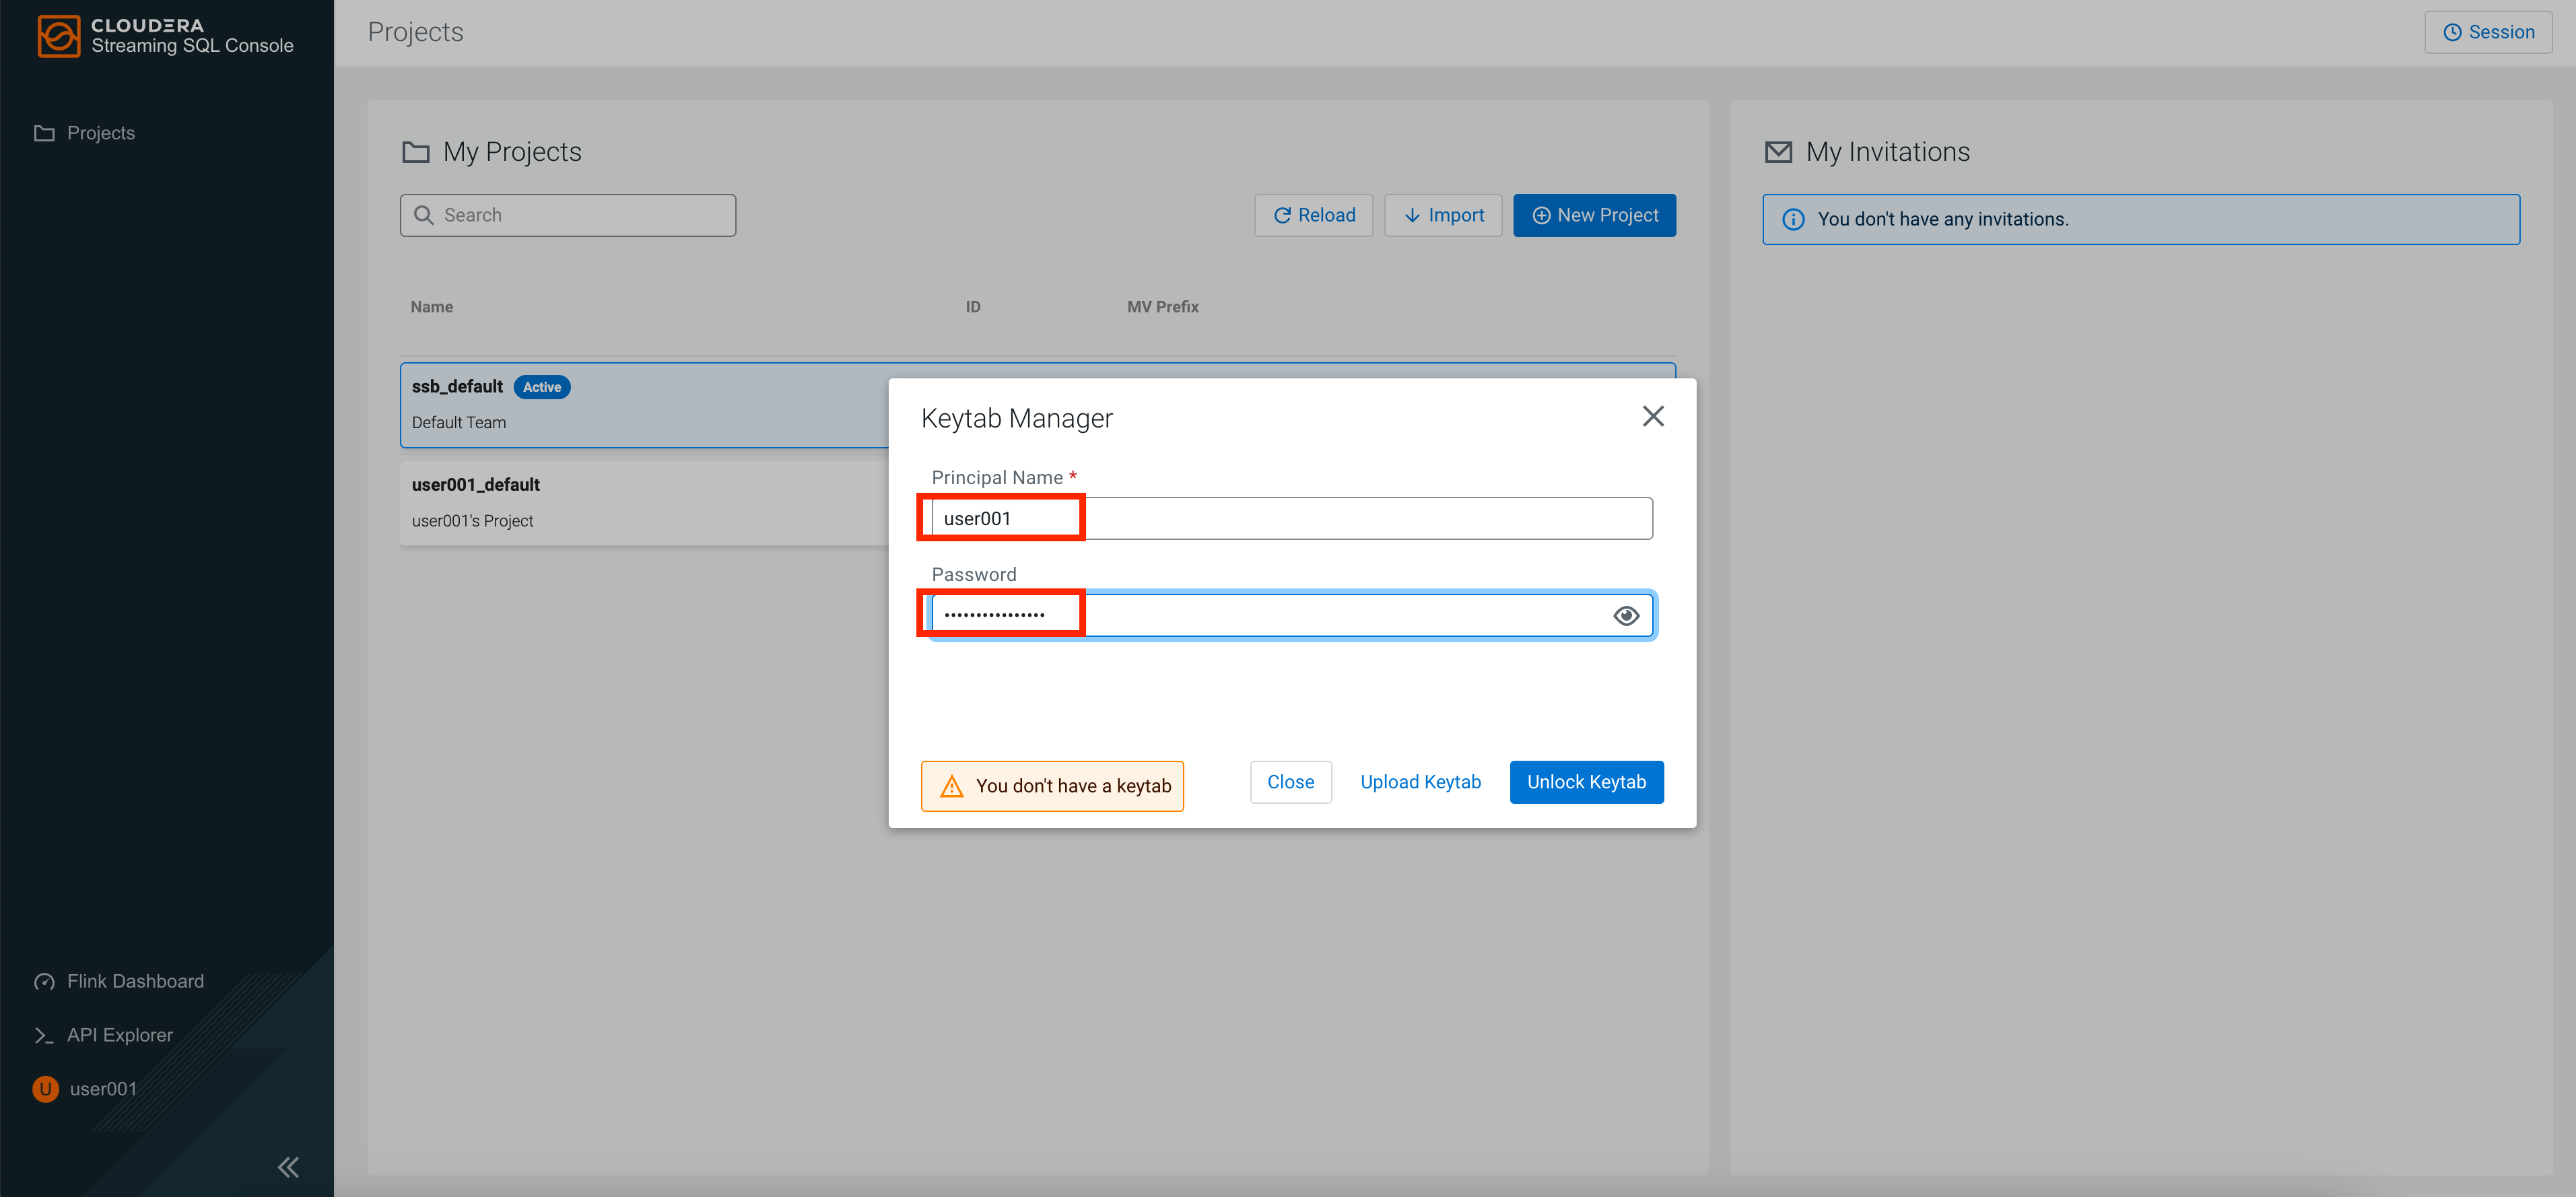 CLOUDERA
Streaming SQL Console
Projects
Flink Dashboard
API Explorer
U user001
Projects
Session
My Projects
Search
Reload
Import
New Project
Name ID MV Prefix
ssb_default Active
Default Team
user001_default
user001's Project
My Invitations
You don't have any invitations.
Keytab Manager
Principal Name *
user001
Password
••••••••••••••••
You don't have a keytab
Close
Upload Keytab
Unlock Keytab